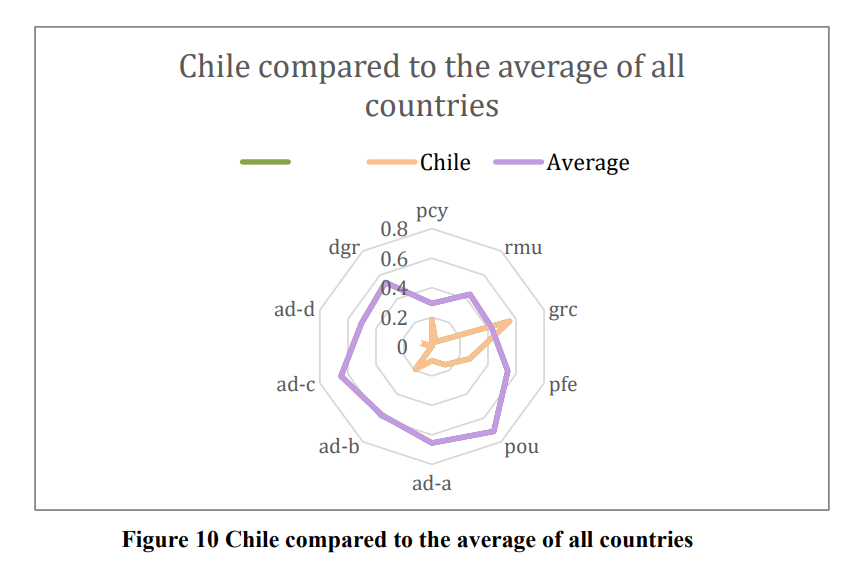 Chile compared to the average of all
countries
Chile Average
pcy
0.8
dgr
rmu
0.6
0.4
ad-d
grc
0.2
0
ad-c
pfe
ad-b
pou
ad-a
Figure 10 Chile compared to the average of all countries